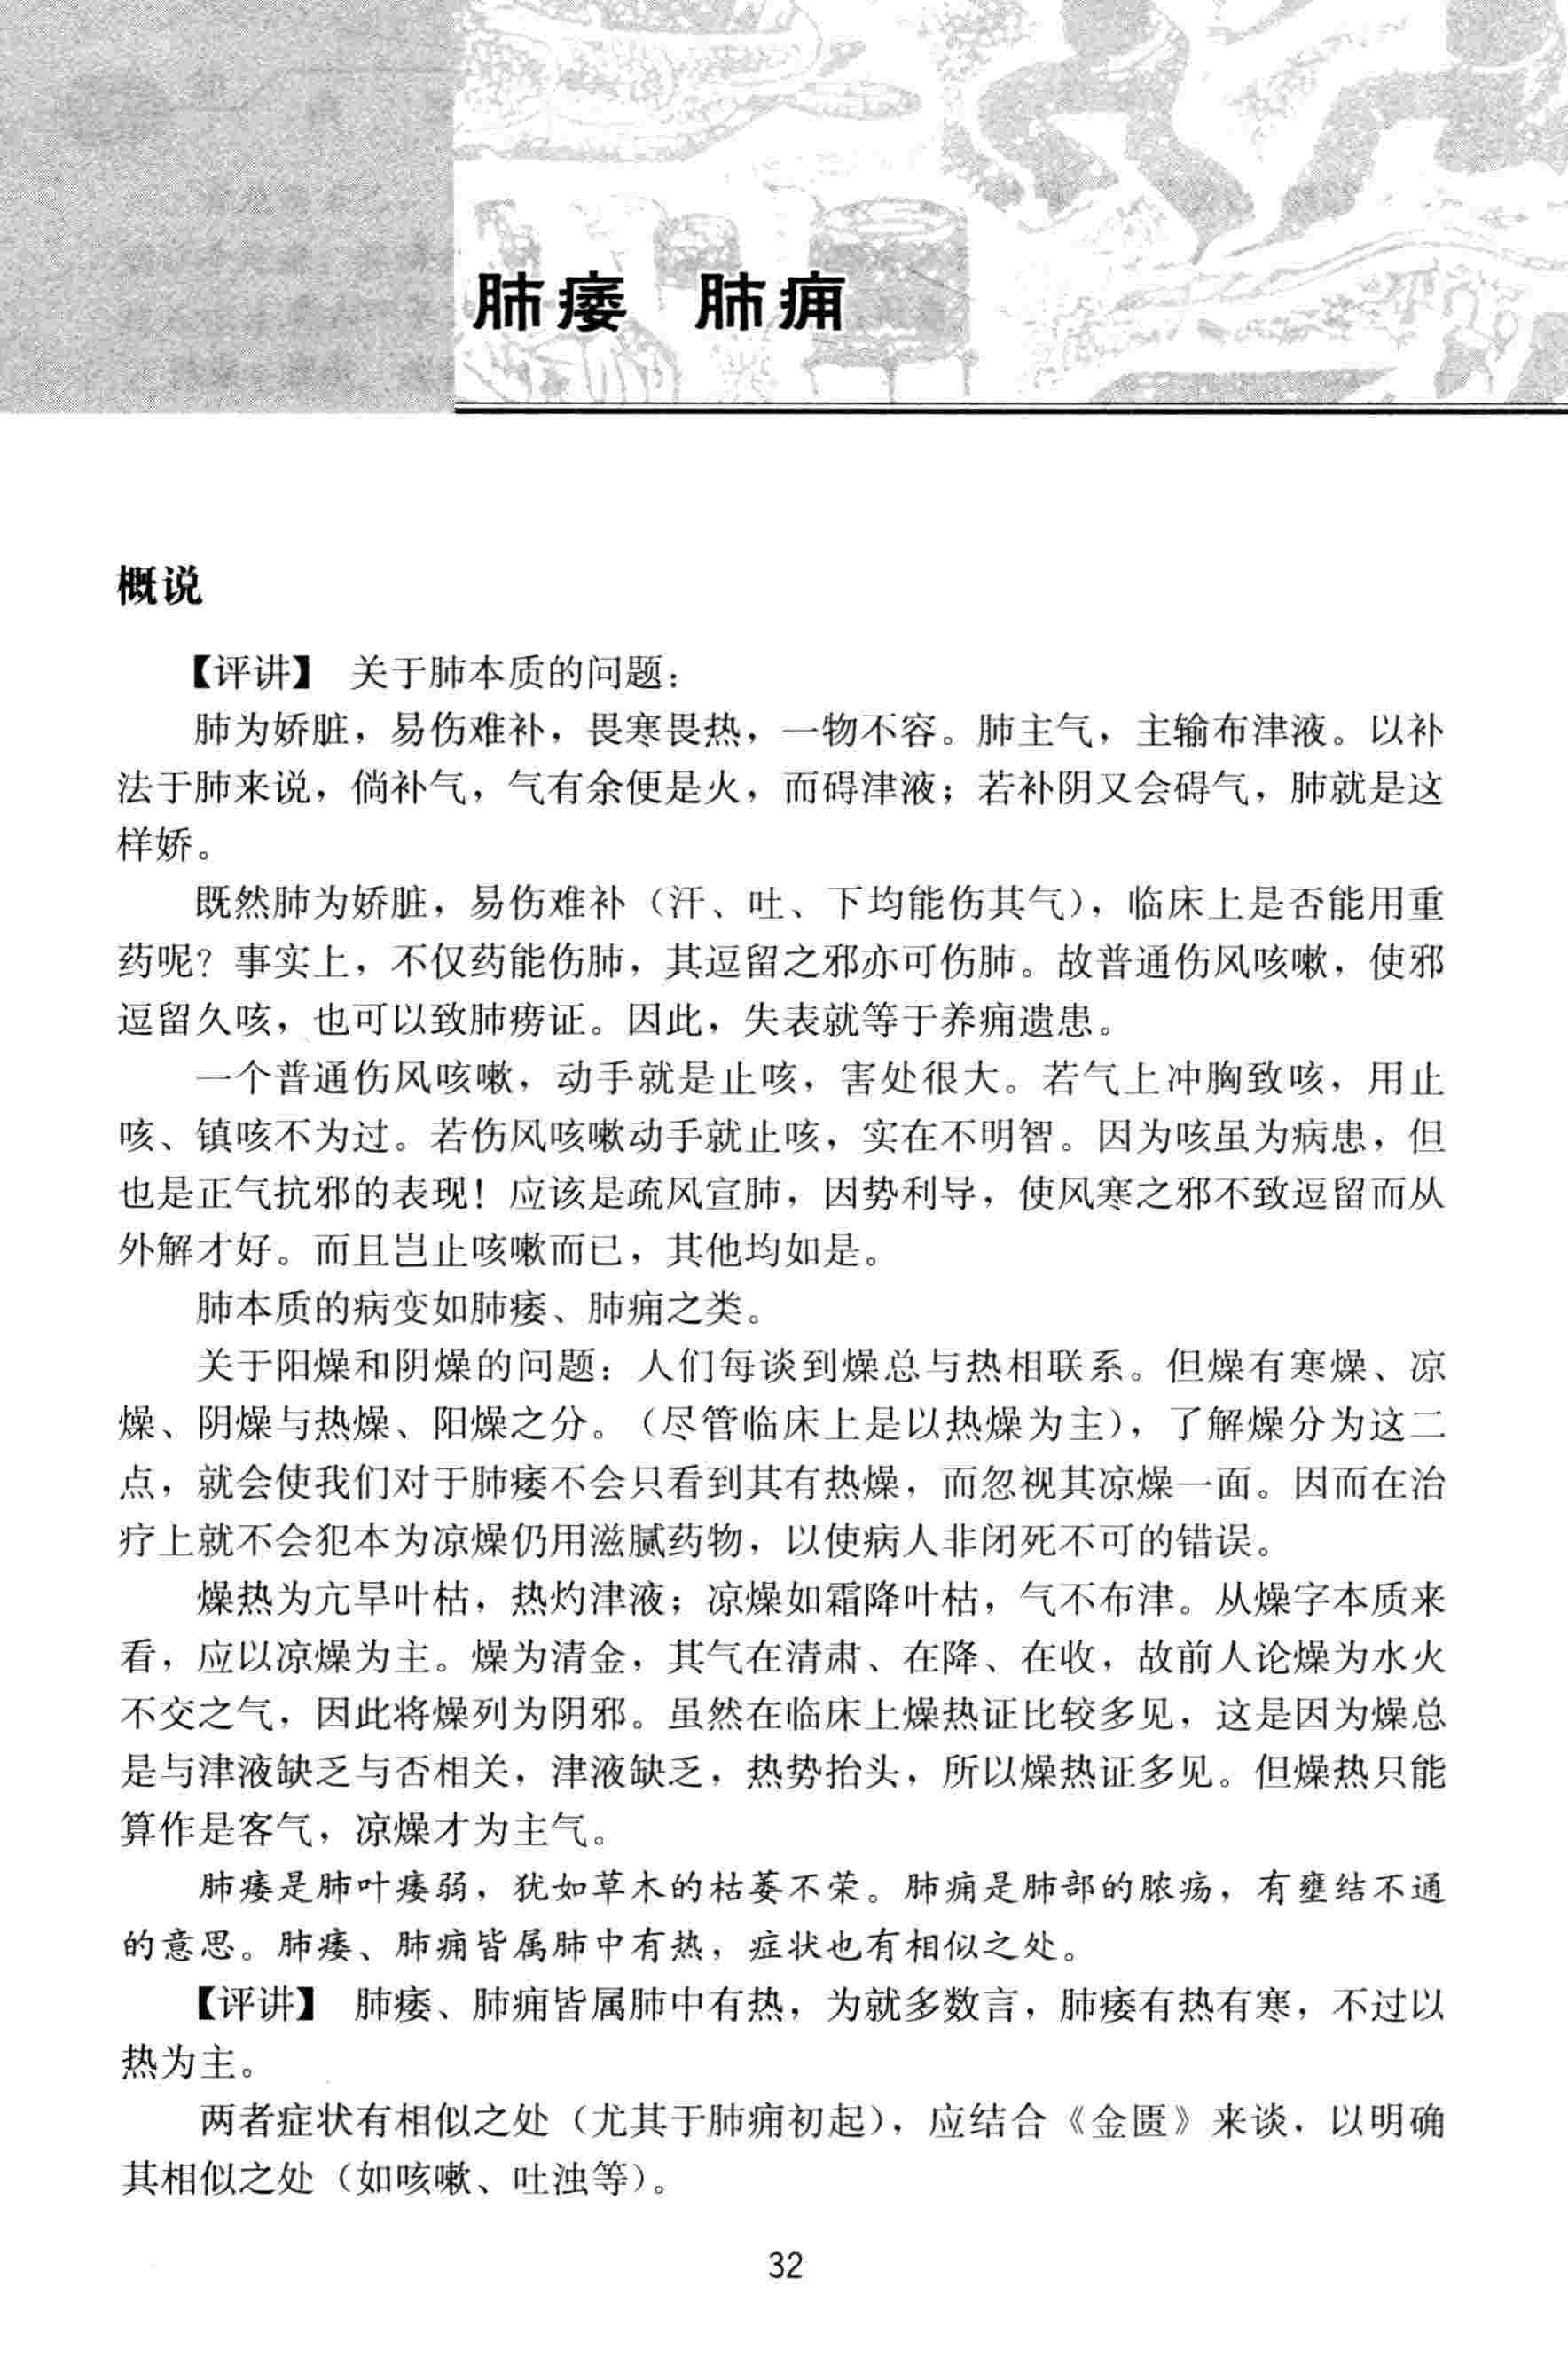 肺痿 肺痈
概说
【评讲】 关于肺本质的问题：
肺为娇脏，易伤难补，畏寒畏热，一物不容。肺主气，主输布津液。以补
法于肺来说，倘补气，气有余便是火，而碍津液；若补阴又会碍气，肺就是这
样娇。
既然肺为娇脏，易伤难补（汗、吐、下均能伤其气），临床上是否能用重
药呢？事实上，不仅药能伤肺，其逗留之邪亦可伤肺。故普通伤风咳嗽，使邪
逗留久咳，也可以致肺痨证。因此，失表就等于养痈遗患。
一个普通伤风咳嗽，动手就是止咳，害处很大。若气上冲胸致咳，用止
咳、镇咳不为过。若伤风咳嗽动手就止咳，实在不明智。因为咳虽为病患，但
也是正气抗邪的表现！应该是疏风宣肺，因势利导，使风寒之邪不致逗留而从
外解才好。而且岂止咳嗽而已，其他均如是。
肺本质的病变如肺痿、肺痈之类。
关于阳燥和阴燥的问题：人们每谈到燥总与热相联系。但燥有寒燥、凉
燥、阴燥与热燥、阳燥之分。（尽管临床上是以热燥为主），了解燥分为这二
点，就会使我们对于肺痿不会只看到其有热燥，而忽视其凉燥一面。因而在治
疗上就不会犯本为凉燥仍用滋腻药物，以使病人非闭死不可的错误。
燥热为亢旱叶枯，热灼津液；凉燥如霜降叶枯，气不布津。从燥字本质来
看，应以凉燥为主。燥为清金，其气在清肃、在降、在收，故前人论燥为水火
不交之气，因此将燥列为阴邪。虽然在临床上燥热证比较多见，这是因为燥总
是与津液缺乏与否相关，津液缺乏，热势抬头，所以燥热证多见。但燥热只能
算作是客气，凉燥才为主气。
肺痿是肺叶痿弱，犹如草木的枯萎不荣。肺痈是肺部的脓疡，有壅结不通
的意思。肺痿、肺痈皆属肺中有热，症状也有相似之处。
【评讲】 肺痿、肺痈皆属肺中有热，为就多数言，肺痿有热有寒，不过以
热为主。
两者症状有相似之处（尤其于肺痈初起），应结合《金匮》来谈，以明确
其相似之处（如咳嗽、吐浊等）。
32